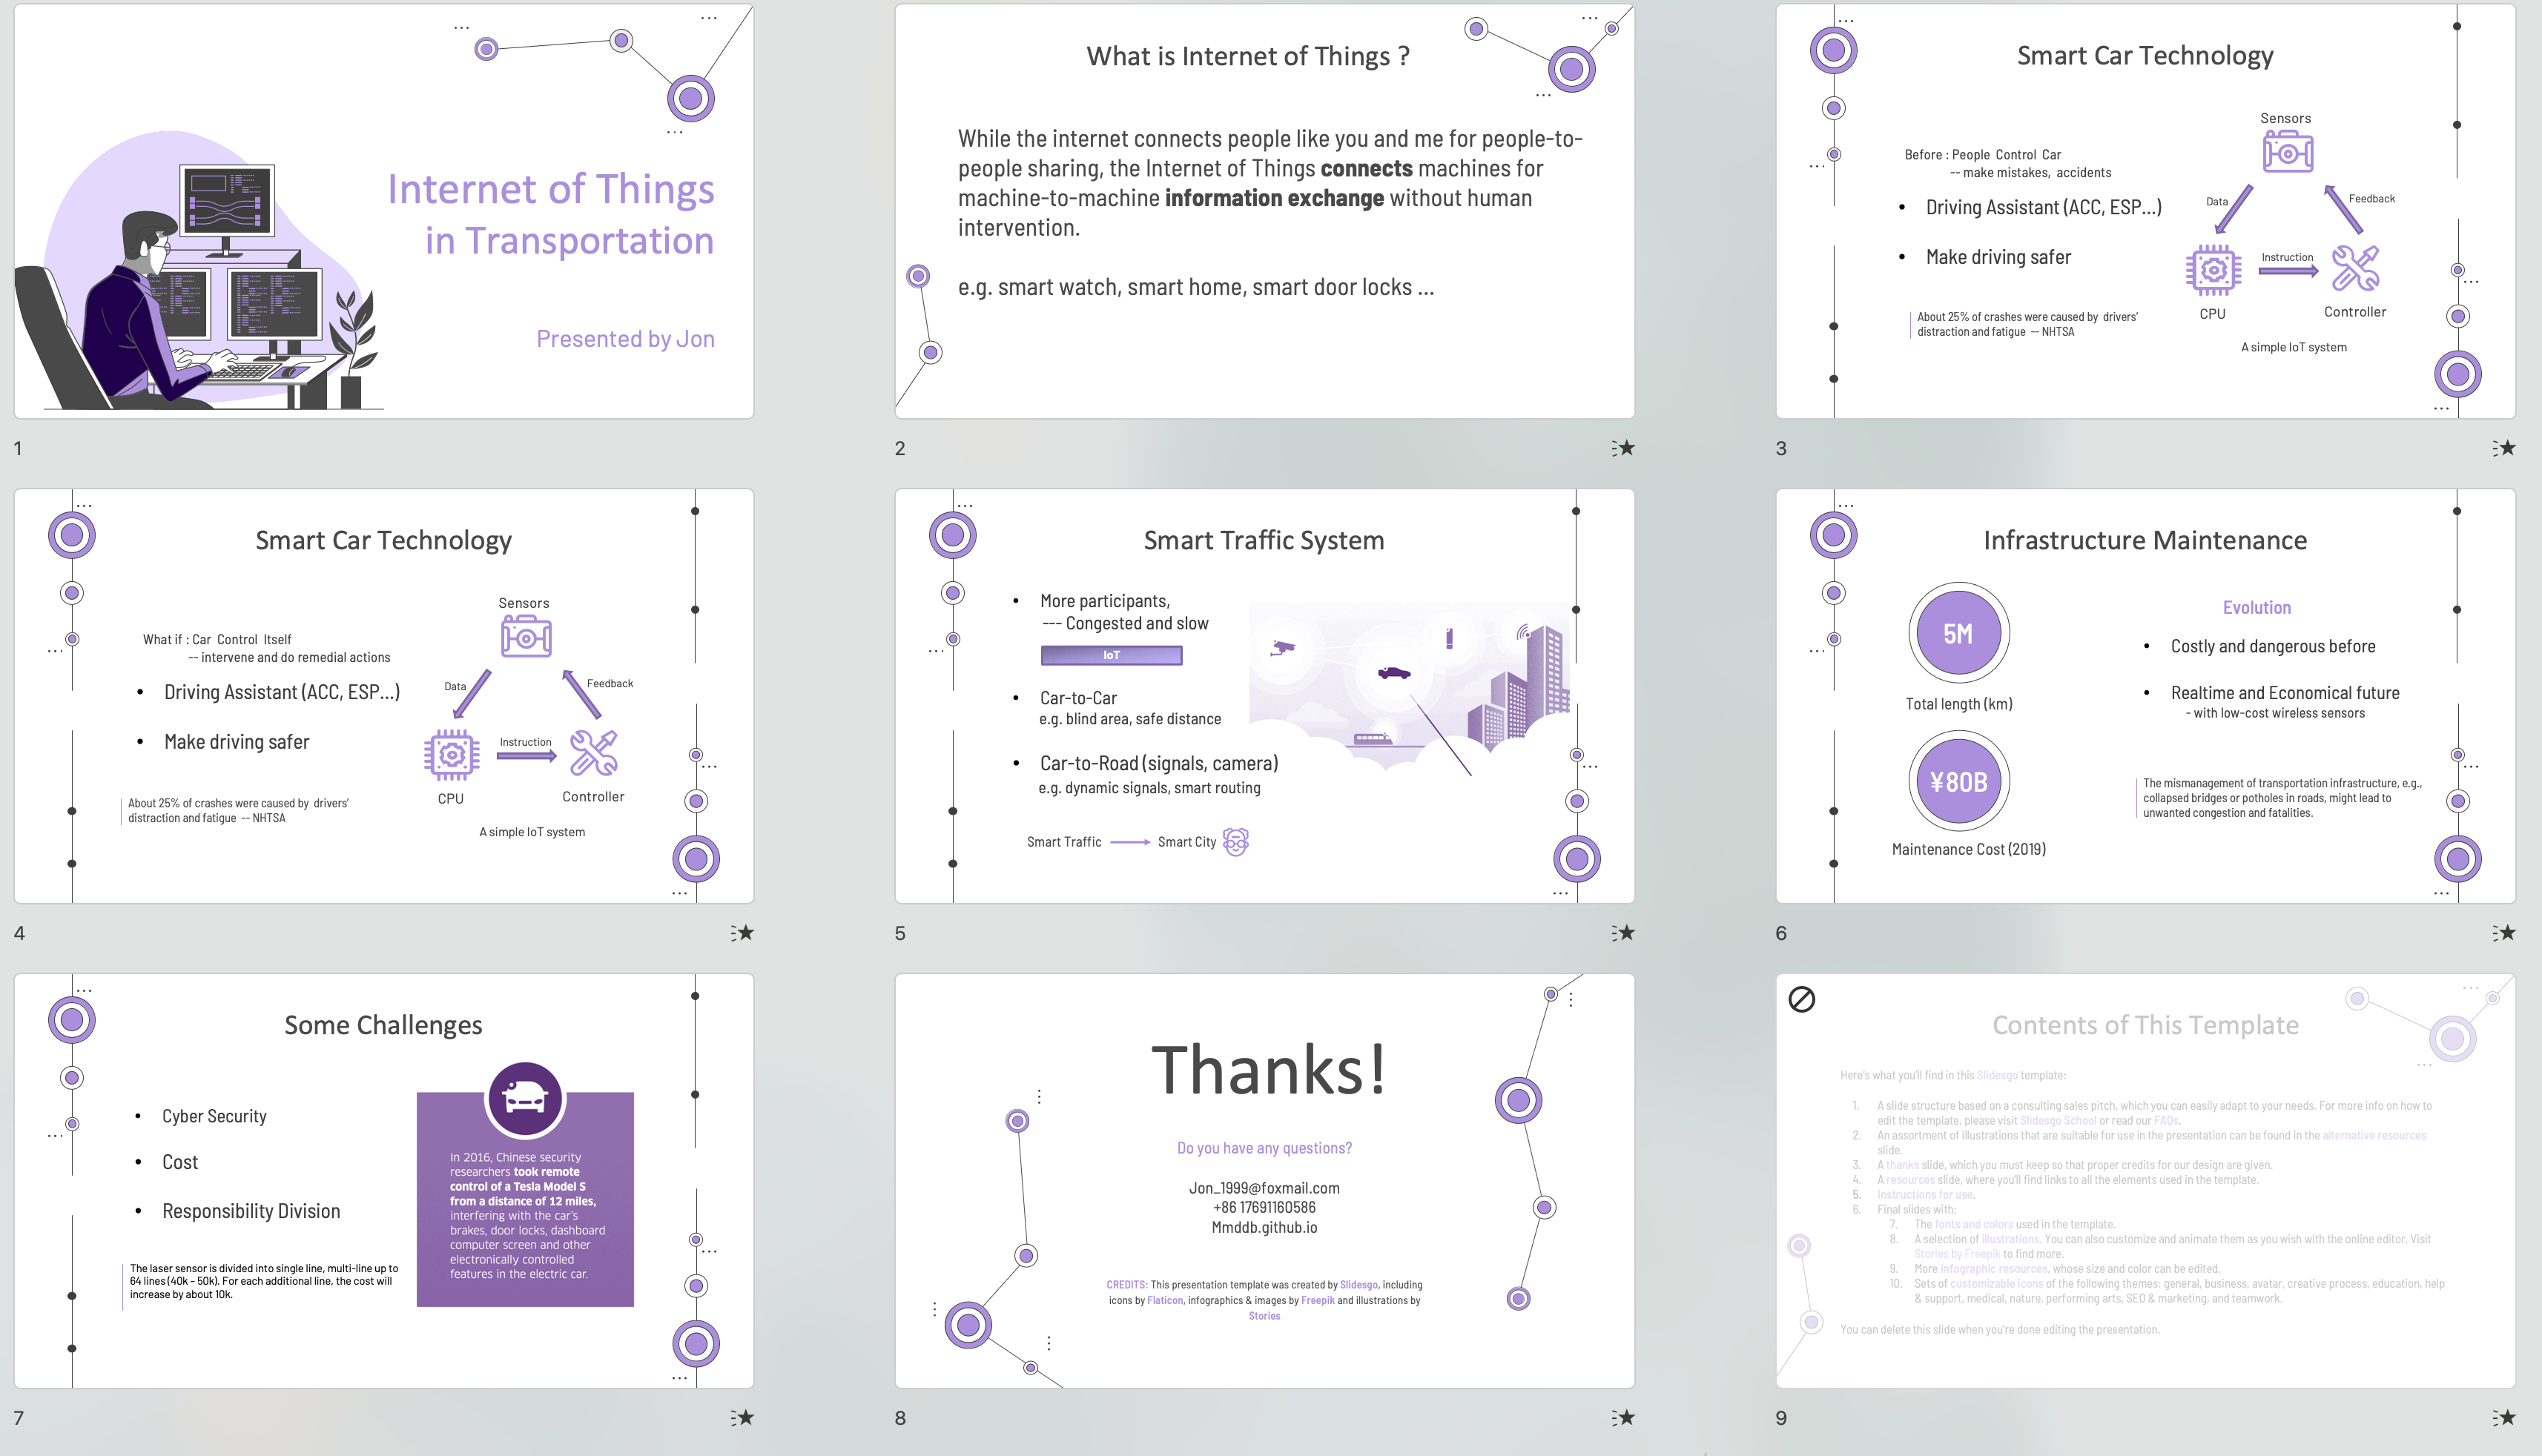 Internet of Things
in Transportation
Presented by Jon
1
What is Internet of Things ?
While the internet connects people like you and me for people-to-
people sharing, the Internet of Things connects machines for
machine-to-machine information exchange without human
intervention.
e.g. smart watch, smart home, smart door locks ...
2
Smart Car Technology
Before : People Control Car
-- make mistakes, accidents
• Driving Assistant (ACC, ESP...)
• Make driving safer
About 25% of crashes were caused by drivers'
distraction and fatigue -- NHTSA
Sensors
Data
Feedback
Instruction
CPU
Controller
A simple IoT system
3
Smart Car Technology
What if : Car Control Itself
-- intervene and do remedial actions
• Driving Assistant (ACC, ESP...)
• Make driving safer
About 25% of crashes were caused by drivers'
distraction and fatigue -- NHTSA
Sensors
Data
Feedback
Instruction
CPU
Controller
A simple IoT system
4
Smart Traffic System
• More participants,
--- Congested and slow
IoT
• Car-to-Car
e.g. blind area, safe distance
• Car-to-Road (signals, camera)
e.g. dynamic signals, smart routing
Smart Traffic
Smart City
5
Infrastructure Maintenance
5M
Total length (km)
¥80B
Maintenance Cost (2019)
Evolution
• Costly and dangerous before
• Realtime and Economical future
- with low-cost wireless sensors
The mismanagement of transportation infrastructure, e.g.,
collapsed bridges or potholes in roads, might lead to
unwanted congestion and fatalities.
6
Some Challenges
• Cyber Security
• Cost
• Responsibility Division
The laser sensor is divided into single line, multi-line up to
64 lines (40k – 50k). For each additional line, the cost will
increase by about 10k.
In 2016, Chinese security
researchers took remote
control of a Tesla Model S
from a distance of 12 miles,
interfering with the car's
brakes, door locks, dashboard
computer screen and other
electronically controlled
features in the electric car.
7
Thanks!
Do you have any questions?
Jon_1999@foxmail.com
+86 17691160586
Mmddb.github.io
CREDITS: This presentation template was created by Slidesgo, including
icons by Flaticon, infographics & images by Freepik and illustrations by
Stories
8
Contents of This Template
Here's what you'll find in this Slidesgo template:
1. A slide structure based on a consulting sales pitch, which you can easily adapt to your needs. For more info on how to
edit the template, please visit Slidesgo School or read our FAQs.
2. An assortment of illustrations that are suitable for use in the presentation can be found in the alternative resources
slide.
3. A thanks slide, which you must keep so that proper credits for our design are given.
4. A resources slide, where you'll find links to all the elements used in the template.
5. Instructions for use.
6. Final slides with:
7. The fonts and colors used in the template.
8. A selection of illustrations. You can also customize and animate them as you wish with the online editor. Visit
Stories by Freepik to find more.
9. More infographic resources, whose size and color can be edited.
10. Sets of customizable icons of the following themes: general, business, avatar, creative process, education, help
& support, medical, nature, performing arts, SEO & marketing, and teamwork.
You can delete this slide when you're done editing the presentation.
9